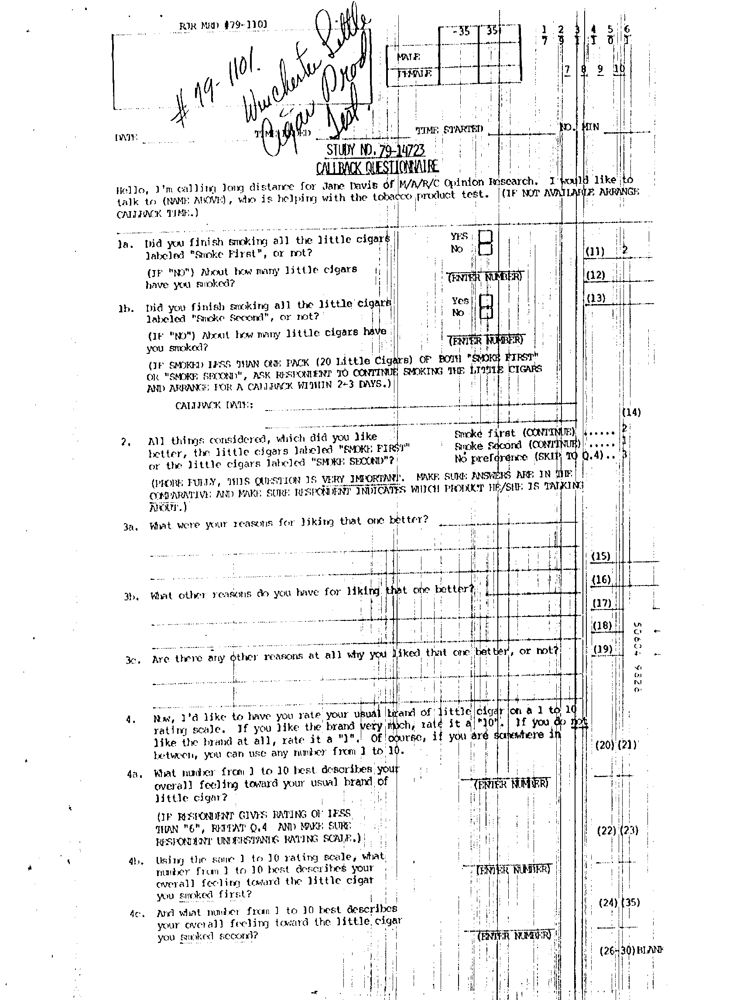 RJR MRD #79-1101
-35 35
1 2 3 4 5 6
7 9 1 1 0 1
MALE
FEMALE
7 8 9 10
# 79-1101.
Winchester Little
Cigar Prod
Test.
DATE TIME STARTED NO. MIN
STUDY NO. 79-14723
CALLBACK QUESTIONNAIRE
Hello, I'm calling long distance for Jane Davis of M/A/R/C Opinion Research. I would like to
talk to (NAME ABOVE), who is helping with the tobacco product test. (IF NOT AVAILABLE ARRANGE
CALLBACK TIME.)
1a. Did you finish smoking all the little cigars YES
labeled "Smoke First", or not? No (11) 2
(IF "NO") About how many little cigars (ENTER NUMBER) (12)
have you smoked?
1b. Did you finish smoking all the little cigars Yes (13)
labeled "Smoke Second", or not? No
(IF "NO") About how many little cigars have (ENTER NUMBER)
you smoked?
(IF SMOKED LESS THAN ONE PACK (20 Little Cigars) OF BOTH "SMOKE FIRST"
OR "SMOKE SECOND", ASK RESPONDENT TO CONTINUE SMOKING THE LITTLE CIGARS
AND ARRANGE FOR A CALLBACK WITHIN 2-3 DAYS.)
CALLBACK DATE:
(14)
2. All things considered, which did you like Smoke first (CONTINUE) ...... 2
better, the little cigars labeled "SMOKE FIRST" Smoke Second (CONTINUE) ..... 1
or the little cigars labeled "SMOKE SECOND"? No preference (SKIP TO Q.4) .. 3
(PROBE FULLY, THIS QUESTION IS VERY IMPORTANT. MAKE SURE ANSWERS ARE IN THE
COMPARATIVE AND MAKE SURE RESPONDENT INDICATES WHICH PRODUCT HE/SHE IS TALKING
ABOUT.)
3a. What were your reasons for liking that one better?
(15)
(16)
3b. What other reasons do you have for liking that one better?
(17)
(18)
3c. Are there any other reasons at all why you liked that one better, or not? (19)
50604 9828
4. Now, I'd like to have you rate your usual brand of little cigar on a 1 to 10
rating scale. If you like the brand very much, rate it a "10". If you do not
like the brand at all, rate it a "1". Of course, if you are somewhere in
between, you can use any number from 1 to 10. (20) (21)
4a. What number from 1 to 10 best describes your
overall feeling toward your usual brand of (ENTER NUMBER)
little cigar?
(IF RESPONDENT GIVES RATING OF LESS
THAN "6", REPEAT Q.4 AND MAKE SURE (22) (23)
RESPONDENT UNDERSTANDS RATING SCALE.)
4b. Using the same 1 to 10 rating scale, what
number from 1 to 10 best describes your (ENTER NUMBER)
overall feeling toward the little cigar
you smoked first? (24) (35)
4c. And what number from 1 to 10 best describes
your overall feeling toward the little cigar
you smoked second? (ENTER NUMBER)
(26-30) BLANK